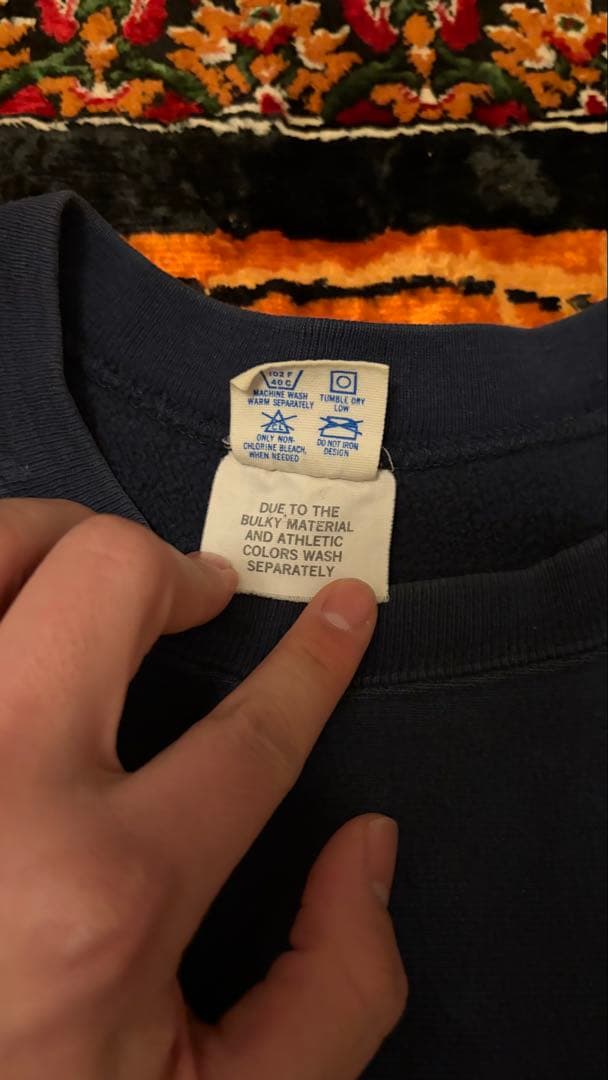 102 F
40 C
MACHINE WASH
WARM SEPARATELY
TUMBLE DRY
LOW
CL
ONLY NON-
CHLORINE BLEACH,
WHEN NEEDED
DO NOT IRON
DESIGN
DUE TO THE
BULKY MATERIAL
AND ATHLETIC
COLORS WASH
SEPARATELY